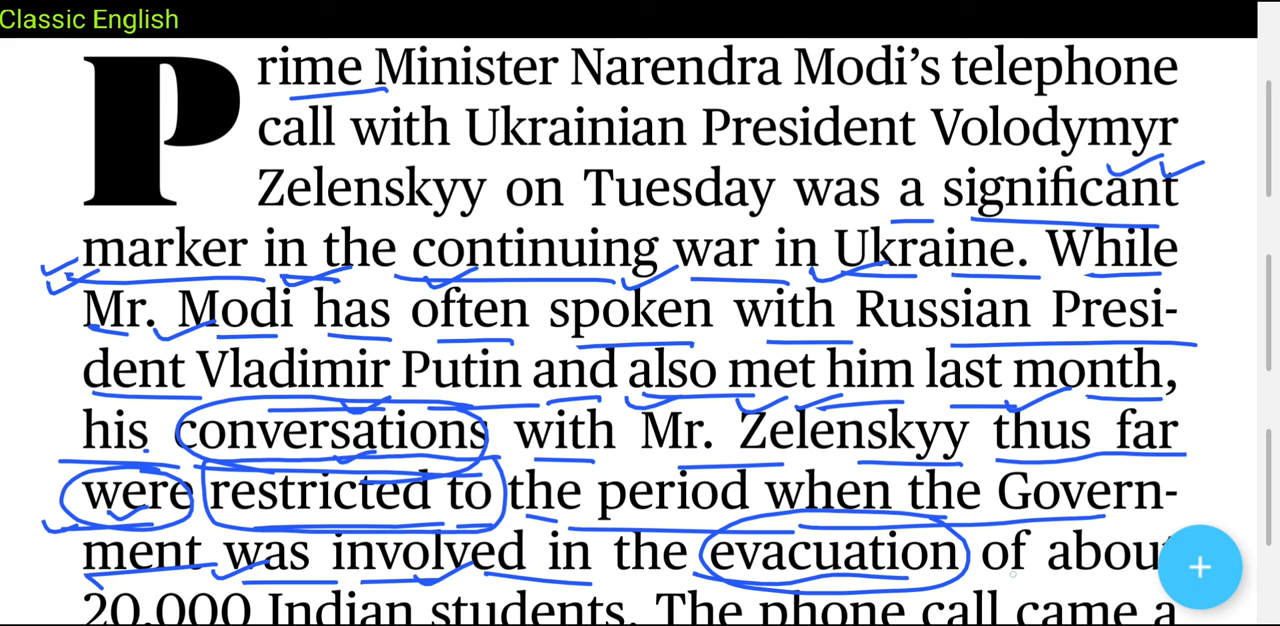 Classic English
Prime Minister Narendra Modi’s telephone
call with Ukrainian President Volodymyr
Zelenskyy on Tuesday was a significant
marker in the continuing war in Ukraine. While
Mr. Modi has often spoken with Russian Presi-
dent Vladimir Putin and also met him last month,
his conversations with Mr. Zelenskyy thus far
were restricted to the period when the Govern-
ment was involved in the evacuation of about
20,000 Indian students. The phone call came a